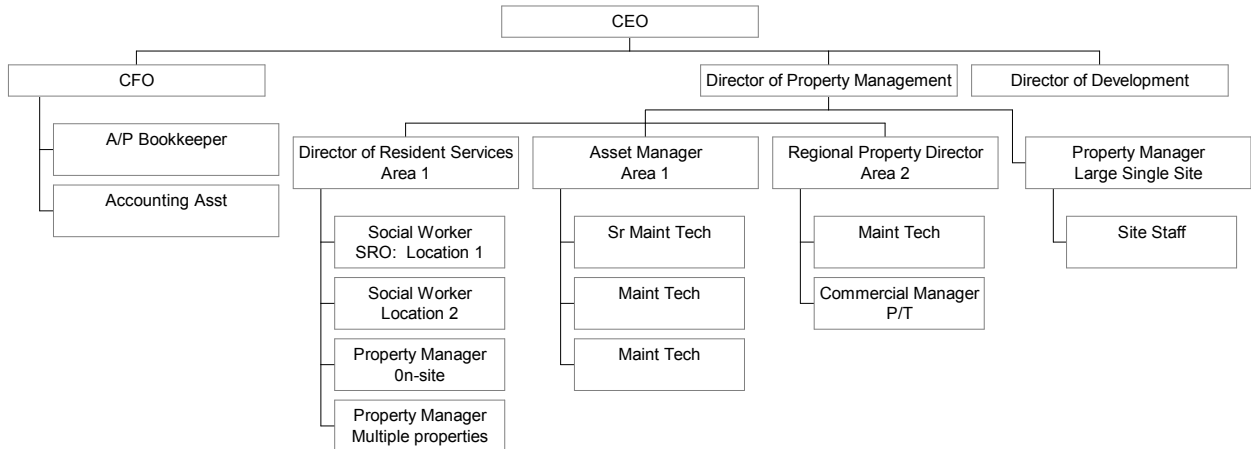 CEO
CFO
Director of Property Management
Director of Development
A/P Bookkeeper
Accounting Asst
Director of Resident Services
Area 1
Asset Manager
Area 1
Regional Property Director
Area 2
Property Manager
Large Single Site
Social Worker
SRO:  Location 1
Social Worker
Location 2
Property Manager
0n-site
Property Manager
Multiple properties
Sr Maint Tech
Maint Tech
Maint Tech
Maint Tech
Commercial Manager
P/T
Site Staff